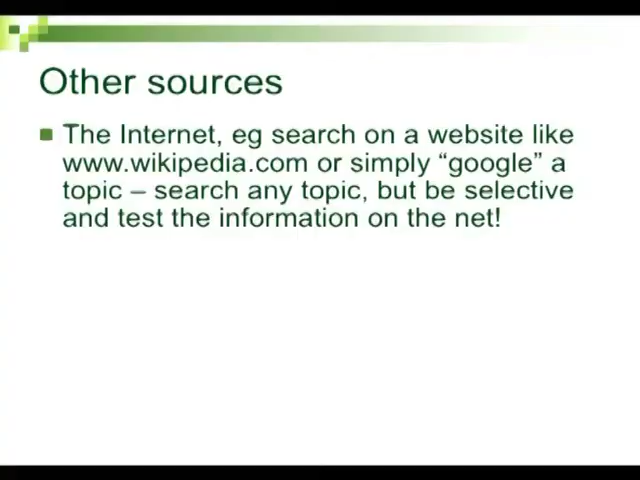 Other sources
The Internet, eg search on a website like
www.wikipedia.com or simply “google” a
topic – search any topic, but be selective
and test the information on the net!